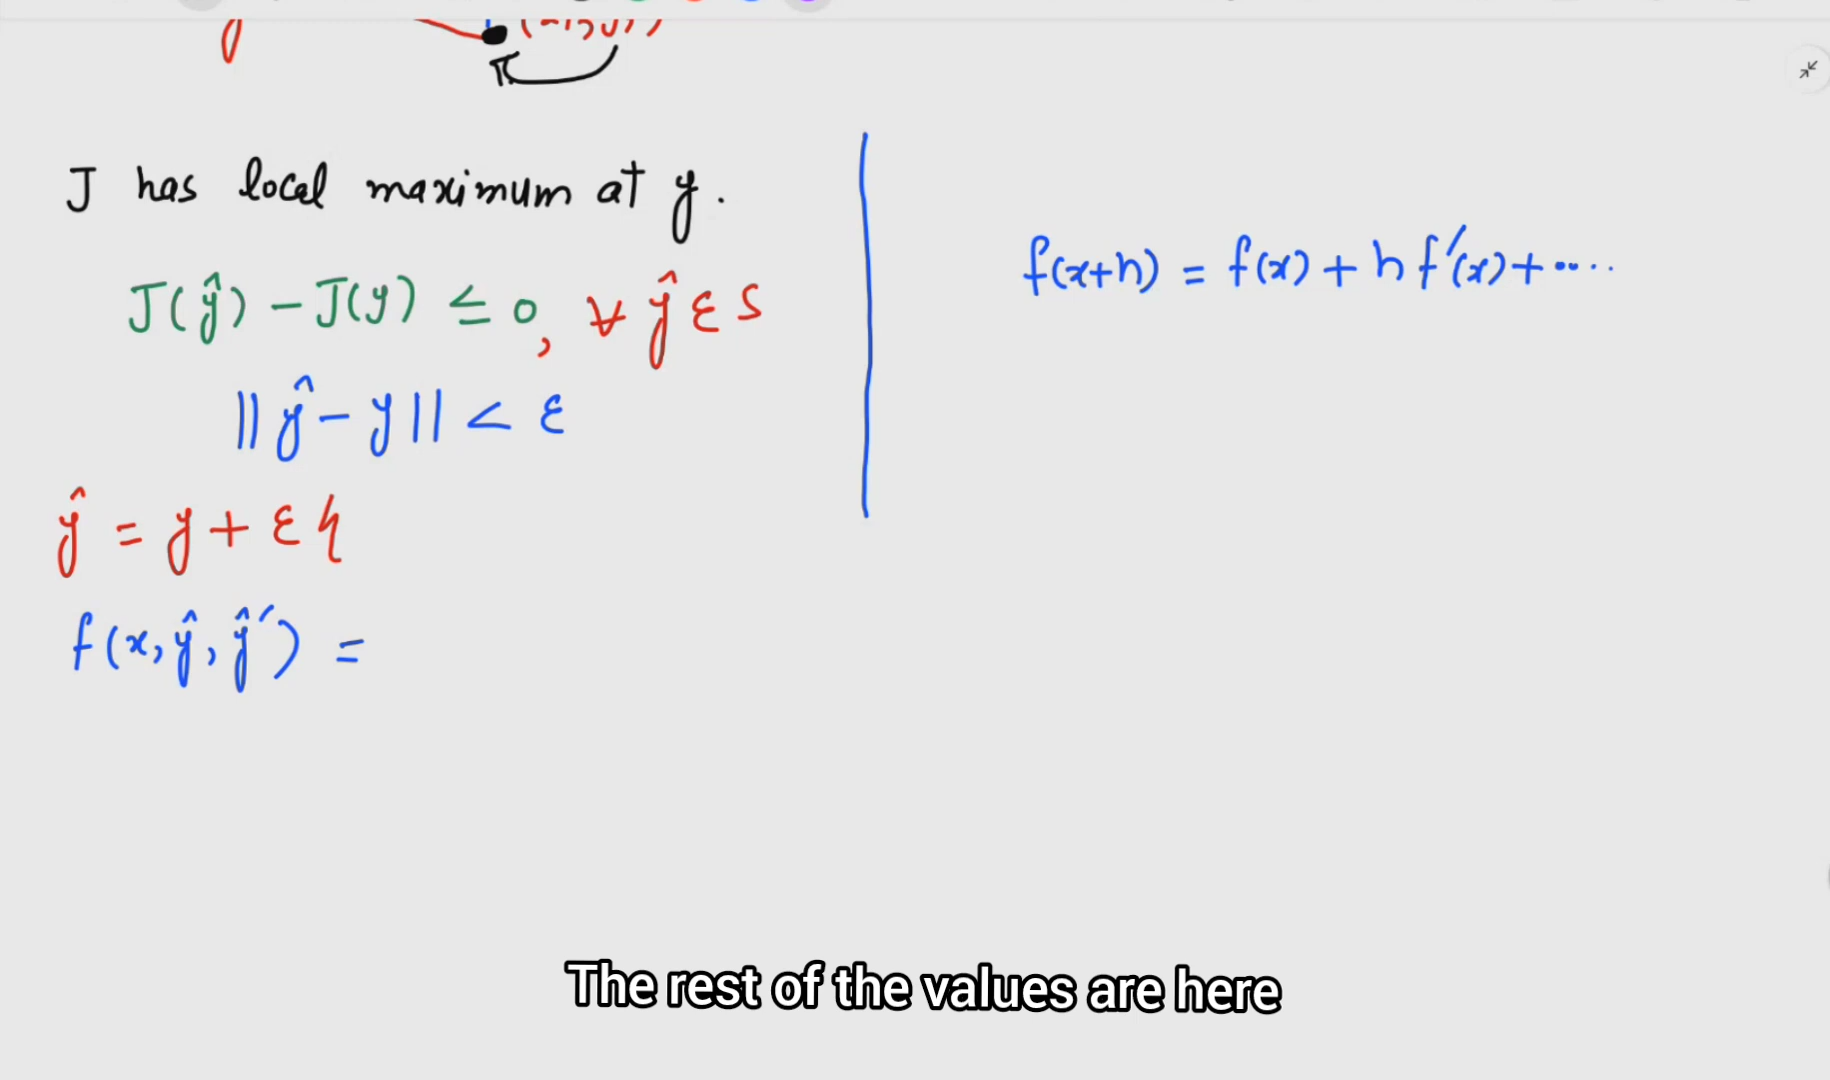 J has local maximum at y.
J(ŷ) - J(y) ≤ 0, ∀ ŷ ε S
||ŷ - y|| < ε
ŷ = y + εη
f(x, ŷ, ŷ′) =
f(x+h) = f(x) + h f′(x) + ....
The rest of the values are here